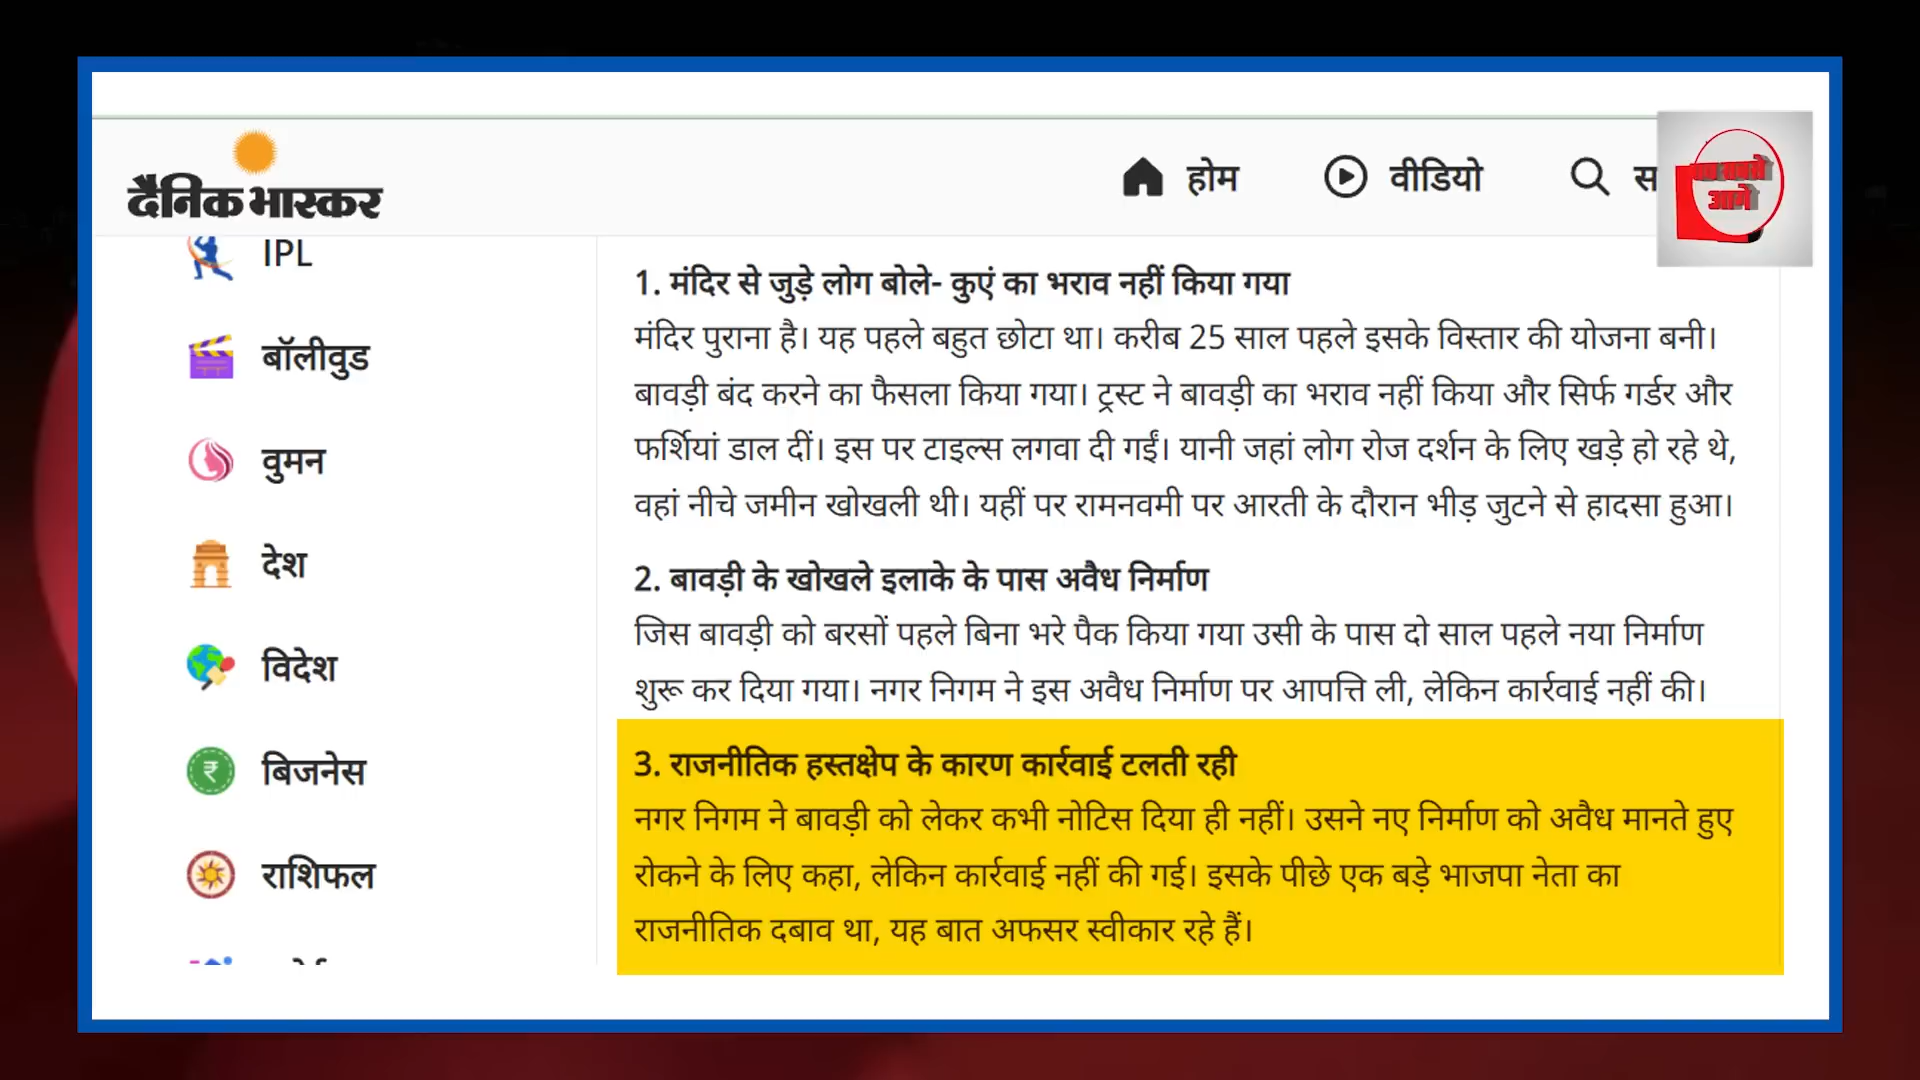 दैनिक भास्कर
होम
वीडियो
IPL
बॉलीवुड
वुमन
देश
विदेश
बिजनेस
राशिफल
1. मंदिर से जुड़े लोग बोले- कुएं का भराव नहीं किया गया
मंदिर पुराना है। यह पहले बहुत छोटा था। करीब 25 साल पहले इसके विस्तार की योजना बनी।
बावड़ी बंद करने का फैसला किया गया। ट्रस्ट ने बावड़ी का भराव नहीं किया और सिर्फ गर्डर और
फर्शियां डाल दीं। इस पर टाइल्स लगवा दी गईं। यानी जहां लोग रोज दर्शन के लिए खड़े हो रहे थे,
वहां नीचे जमीन खोखली थी। यहीं पर रामनवमी पर आरती के दौरान भीड़ जुटने से हादसा हुआ।
2. बावड़ी के खोखले इलाके के पास अवैध निर्माण
जिस बावड़ी को बरसों पहले बिना भरे पैक किया गया उसी के पास दो साल पहले नया निर्माण
शुरू कर दिया गया। नगर निगम ने इस अवैध निर्माण पर आपत्ति ली, लेकिन कार्रवाई नहीं की।
3. राजनीतिक हस्तक्षेप के कारण कार्रवाई टलती रही
नगर निगम ने बावड़ी को लेकर कभी नोटिस दिया ही नहीं। उसने नए निर्माण को अवैध मानते हुए
रोकने के लिए कहा, लेकिन कार्रवाई नहीं की गई। इसके पीछे एक बड़े भाजपा नेता का
राजनीतिक दबाव था, यह बात अफसर स्वीकार रहे हैं।